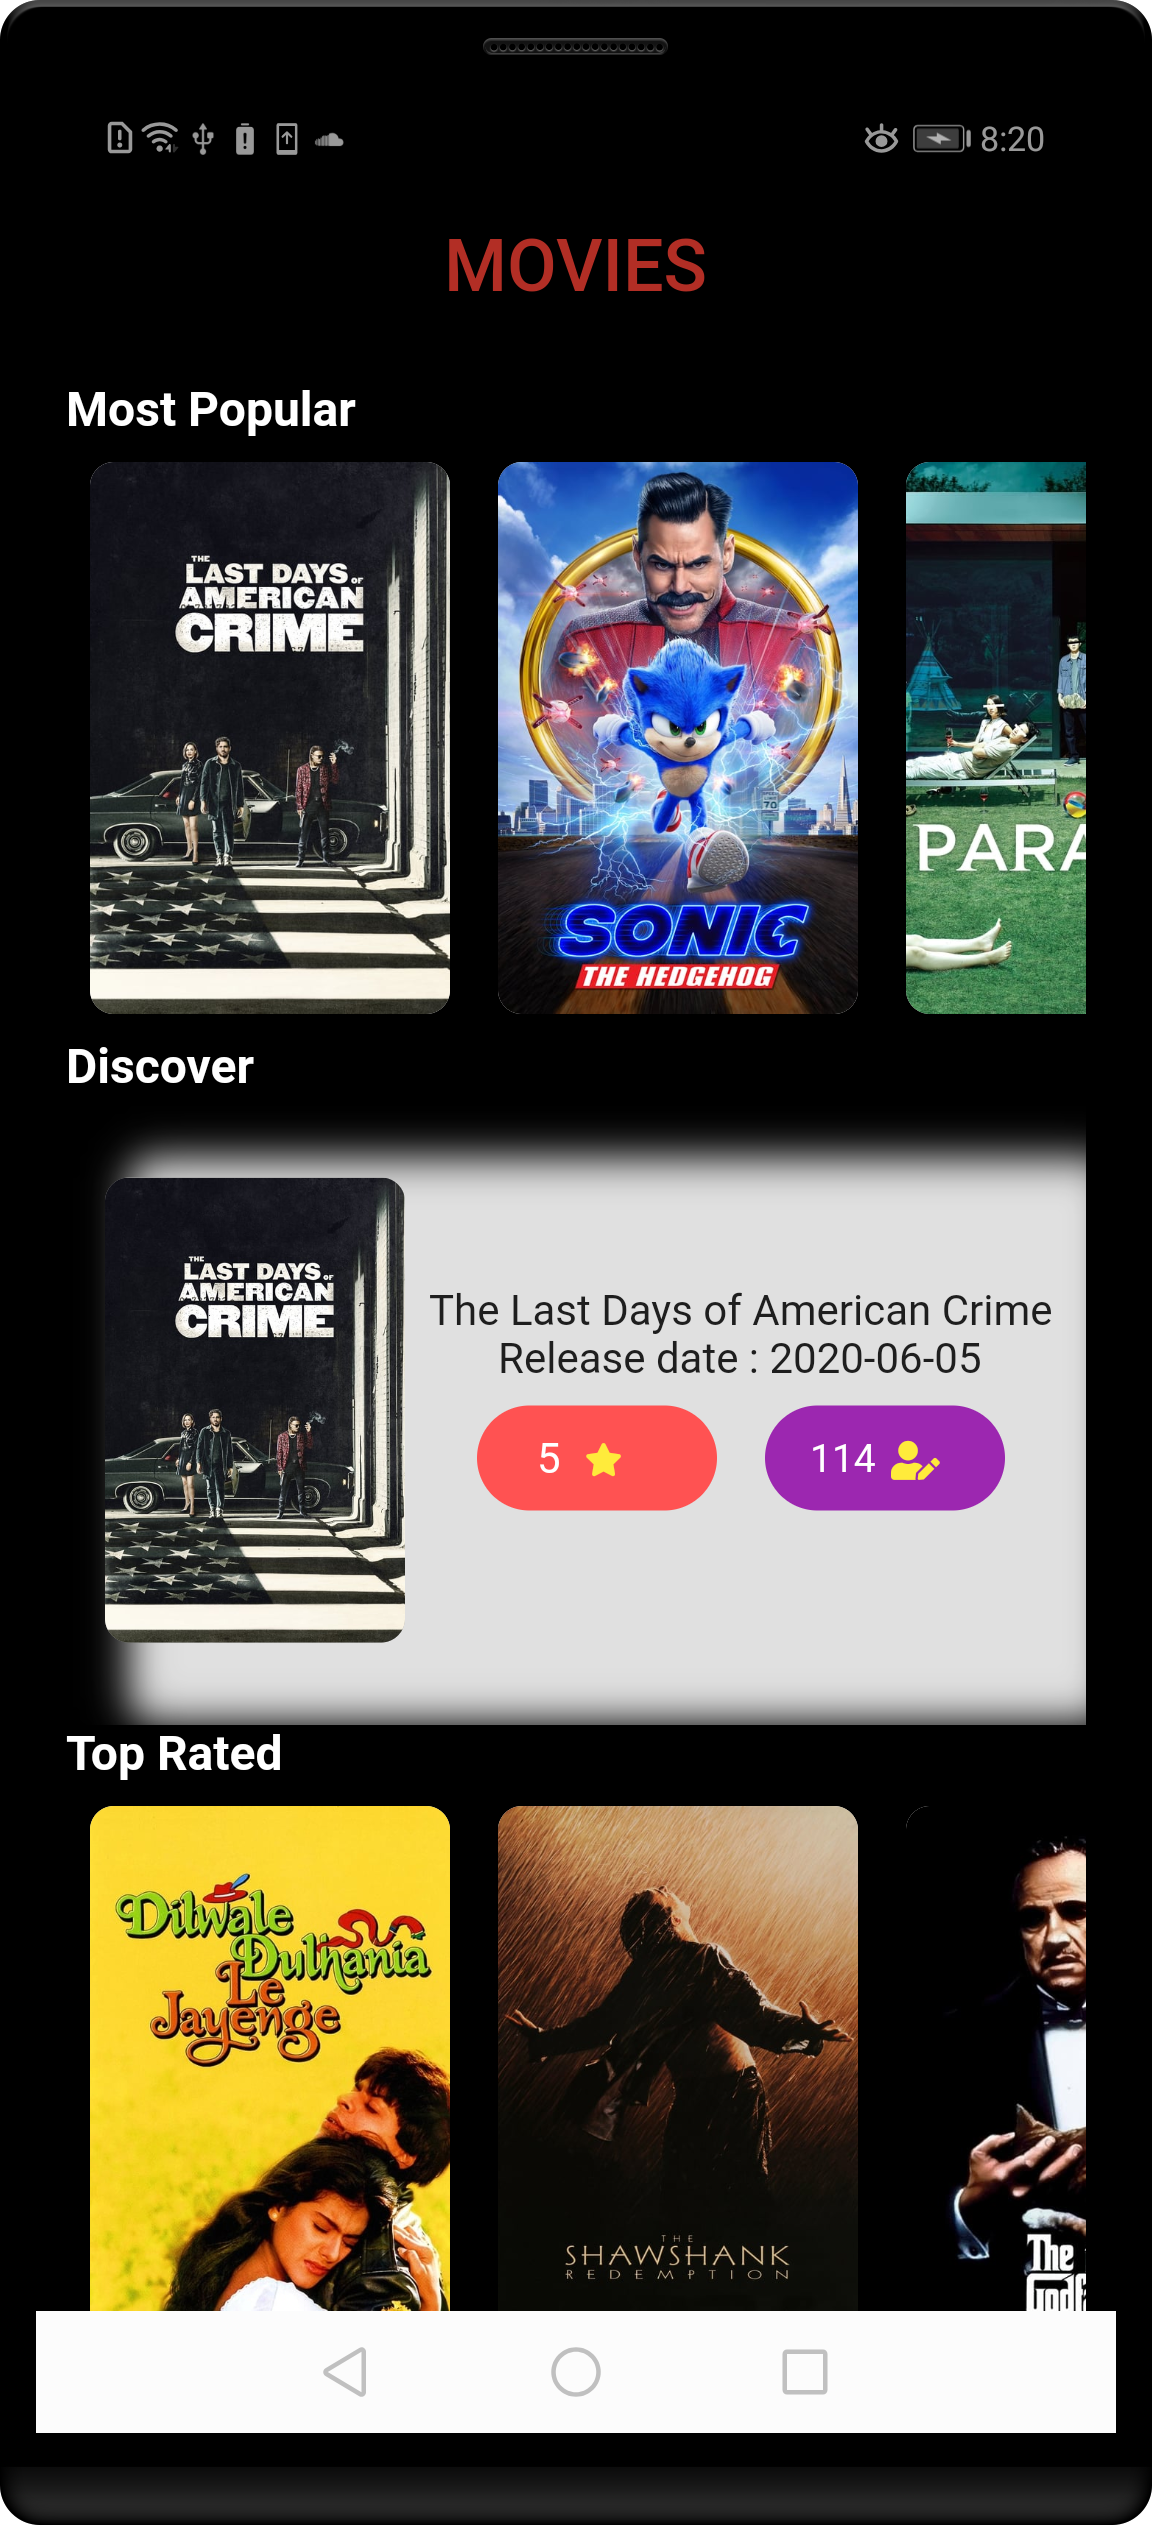 8:20
MOVIES
Most Popular
THE
LAST DAYS OF
AMERICAN
CRIME
70
SONIC
THE HEDGEHOG
PARA
Discover
THE
LAST DAYS OF
AMERICAN
CRIME
The Last Days of American Crime
Release date : 2020-06-05
5
114
Top Rated
Dilwale
Dulhania
Le
Jayenge
THE
SHAWSHANK
REDEMPTION
The
Godf